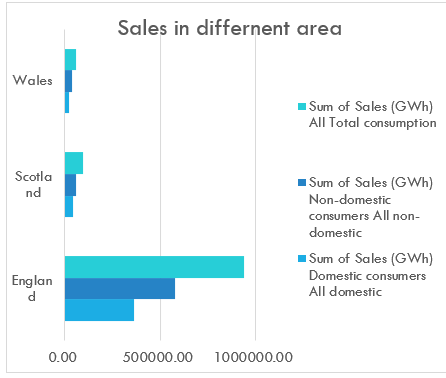 Sales in differnent area
Wales
Scotla
nd
Englan
d
0.00 500000.00 1000000.00
Sum of Sales (GWh)
All Total consumption
Sum of Sales (GWh)
Non-domestic
consumers All non-
domestic
Sum of Sales (GWh)
Domestic consumers
All domestic